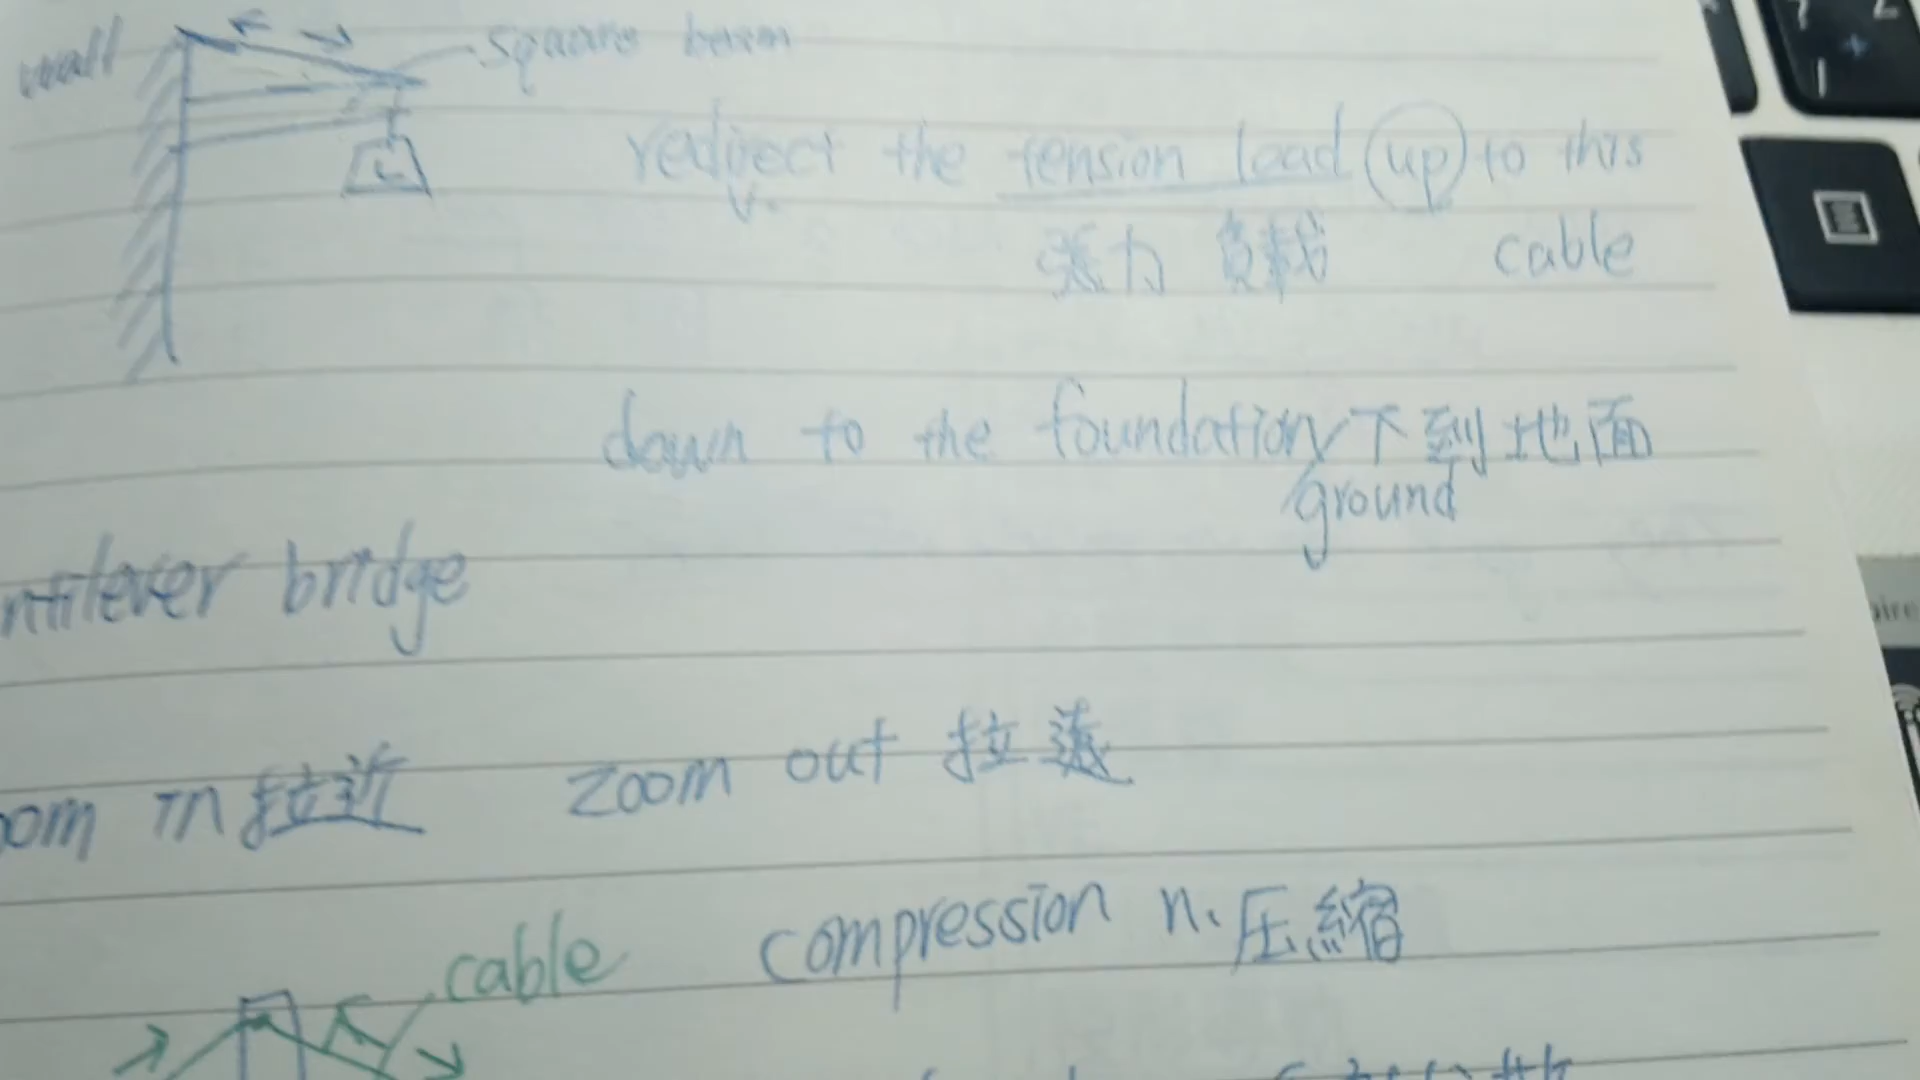 wall
square beam
redirect the tension load up to this
v.
張力 負載 cable
down to the foundation 下到地面
ground
ntilever bridge
oom in 拉近 zoom out 拉遠
cable compression n. 压縮